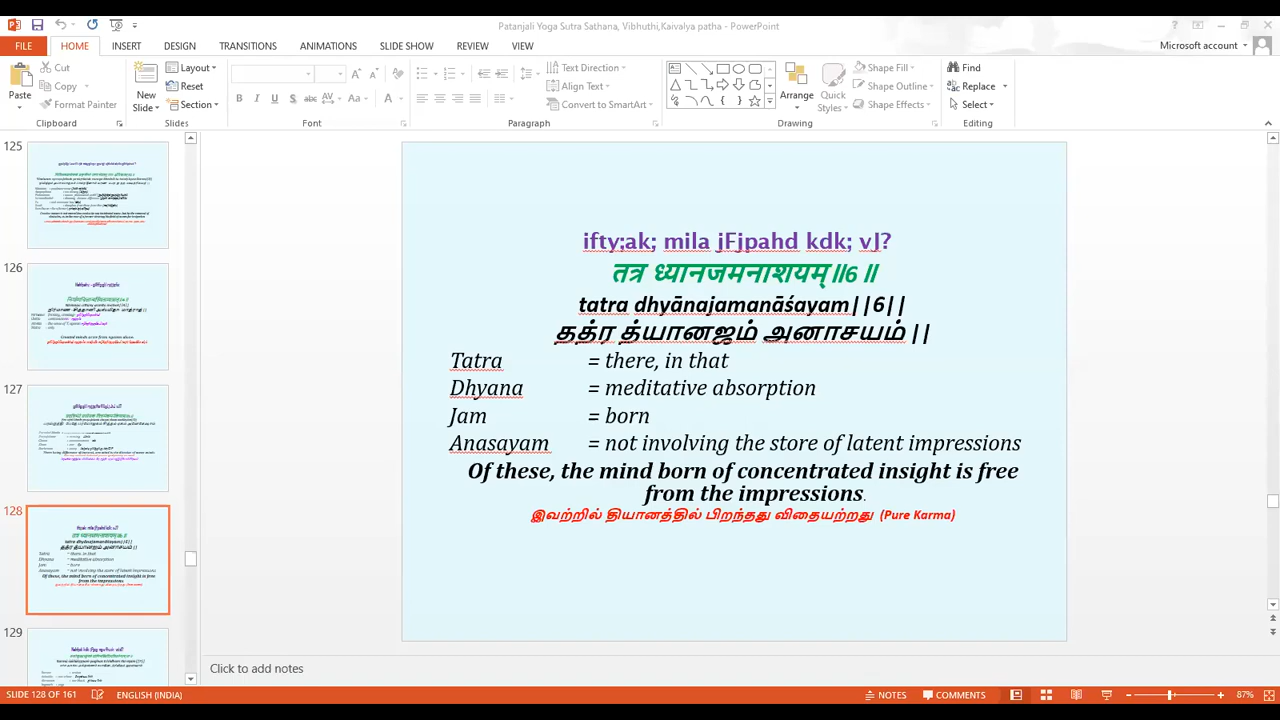 Patanjali Yoga Sutra Sathana, Vibhuthi,Kaivalya patha - PowerPoint
FILE HOME INSERT DESIGN TRANSITIONS ANIMATIONS SLIDE SHOW REVIEW VIEW Microsoft account
Paste Cut Copy Format Painter
New Slide Layout Reset Section
Text Direction Align Text Convert to SmartArt
Arrange Quick Styles Shape Fill Shape Outline Shape Effects
Find Replace Select
Clipboard Slides Font Paragraph Drawing Editing
125
126
127
128
129
ifty;ak; mila jFjpahd kdk; vJ?
तत्र ध्यानजमनाशयम्॥6॥
tatra dhyānajamanāśayam||6||
தத்ர த்யானஜம் அனாசயம் ||
Tatra = there, in that
Dhyana = meditative absorption
Jam = born
Anasayam = not involving the store of latent impressions
Of these, the mind born of concentrated insight is free
from the impressions.
இவற்றில் தியானத்தில் பிறந்தது விதையற்றது (Pure Karma)
Click to add notes
SLIDE 128 OF 161 ENGLISH (INDIA) NOTES COMMENTS 87%